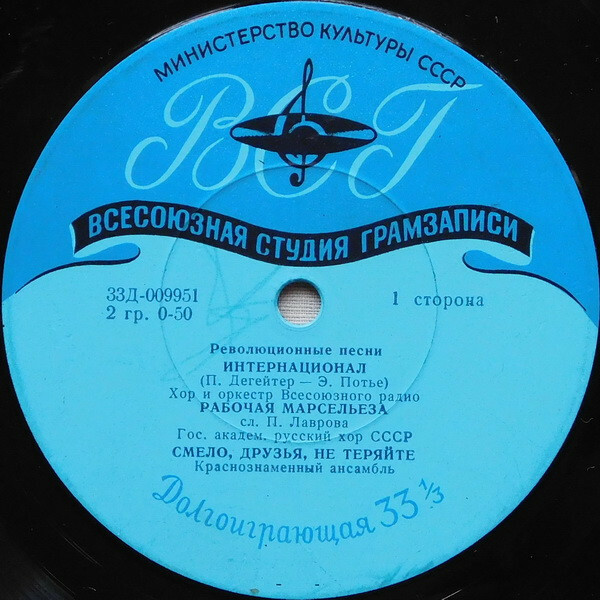 МИНИСТЕРСТВО КУЛЬТУРЫ СССР
ВСГ
ВСЕСОЮЗНАЯ СТУДИЯ ГРАМЗАПИСИ
33Д-009951
2 гр. 0-50
1 сторона
Революционные песни
ИНТЕРНАЦИОНАЛ
(П. Дегейтер — Э. Потье)
Хор и оркестр Всесоюзного радио
РАБОЧАЯ МАРСЕЛЬЕЗА
сл. П. Лаврова
Гос. академ. русский хор СССР
СМЕЛО, ДРУЗЬЯ, НЕ ТЕРЯЙТЕ
Краснознаменный ансамбль
Долгоиграющая 33 1/3